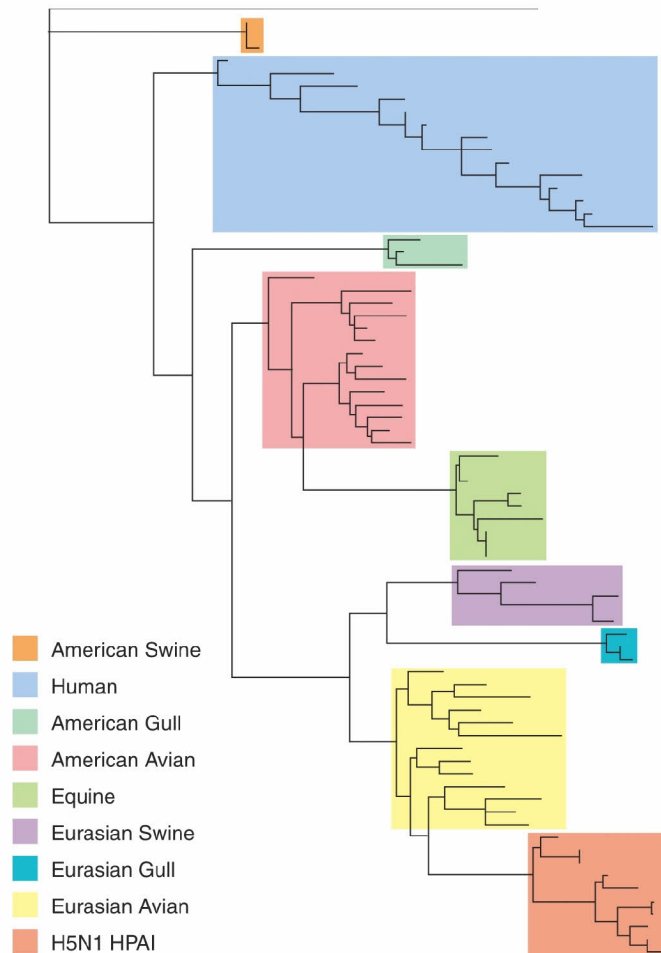 American Swine
Human
American Gull
American Avian
Equine
Eurasian Swine
Eurasian Gull
Eurasian Avian
H5N1 HPAI